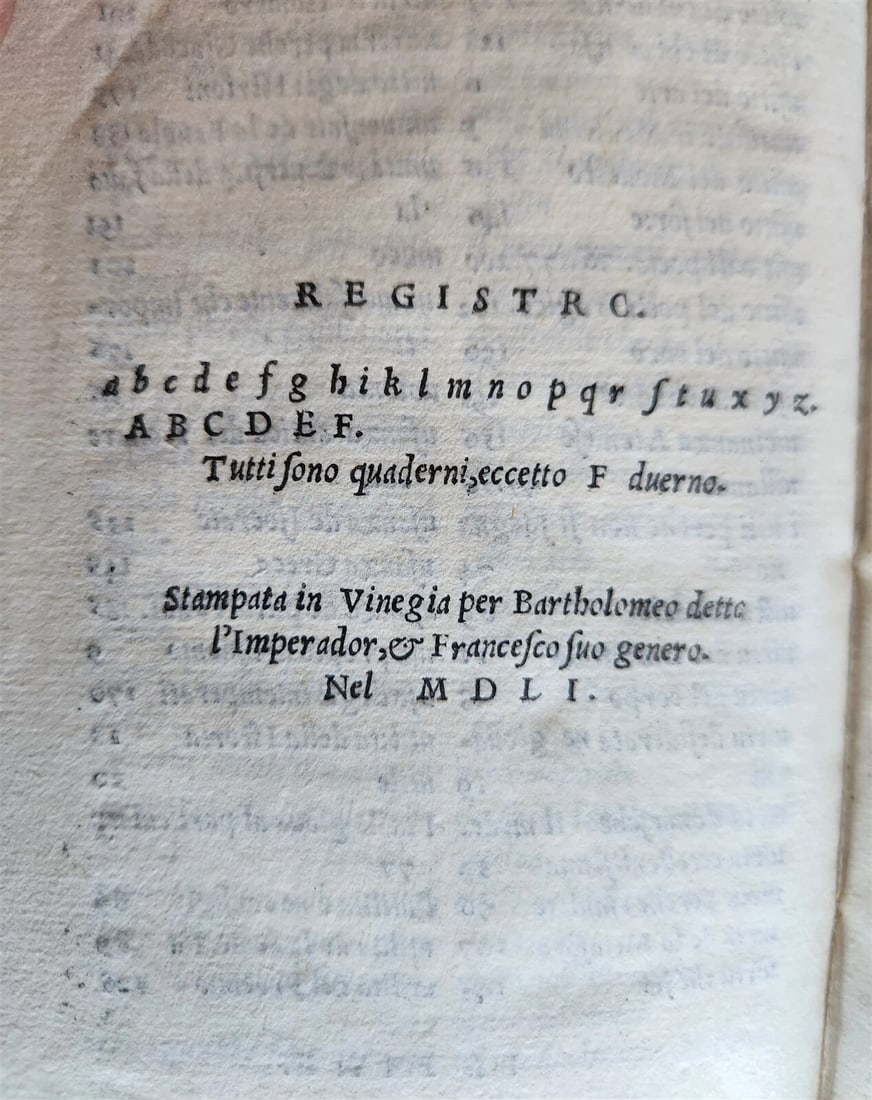 REGISTRO.
a b c d e f g h i k l m n o p q r ſ t u x y z.
A B C D E F.
Tutti ſono quaderni, eccetto F duerno.
Stampata in Vinegia per Bartholomeo detto
l'Imperador, & Franceſco ſuo genero.
Nel M D L I.